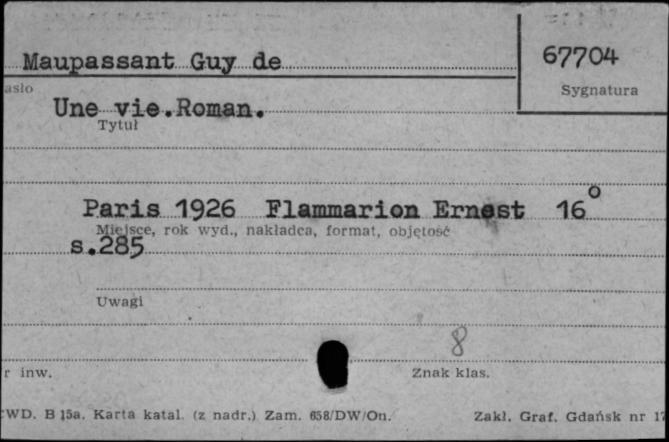 Maupassant Guy de
67704
asło
Sygnatura
Une vie.Roman.
Tytuł
Paris 1926 Flammarion Ernest 16°
Miejsce, rok wyd., nakładca, format, objętość
s.285
Uwagi
8
r inw.
Znak klas.
WD. B 15a. Karta katal. (z nadr.) Zam. 658/DW/On.
Zakł. Graf. Gdańsk nr 17